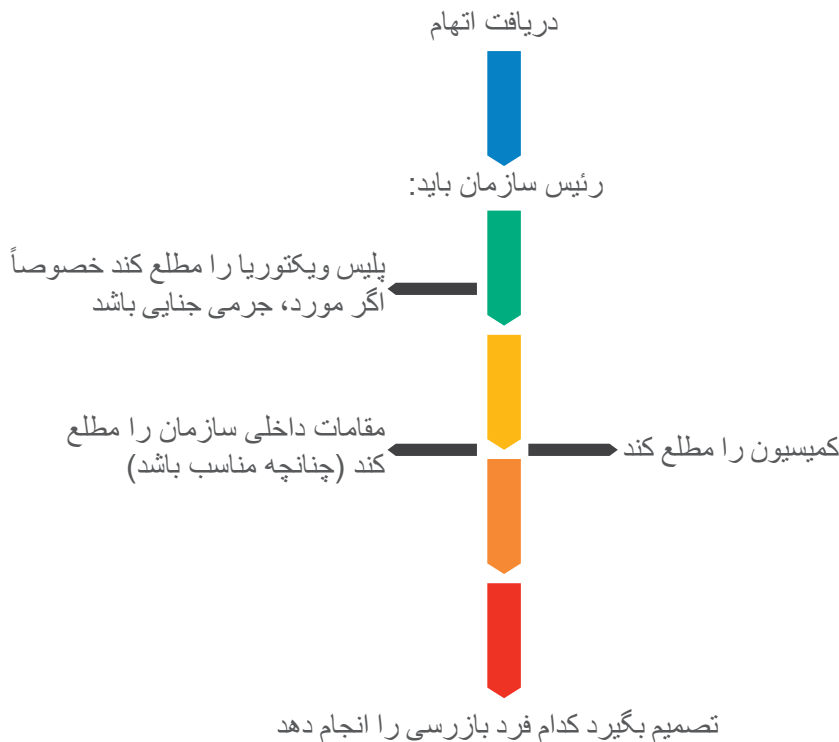 دریافت اتهام
رئیس سازمان باید:
پلیس ویکتوریا را مطلع کند خصوصاً
اگر مورد، جرمی جنایی باشد
کمیسیون را مطلع کند
مقامات داخلی سازمان را مطلع
کند (چنانچه مناسب باشد)
تصمیم بگیرد کدام فرد بازرسی را انجام دهد